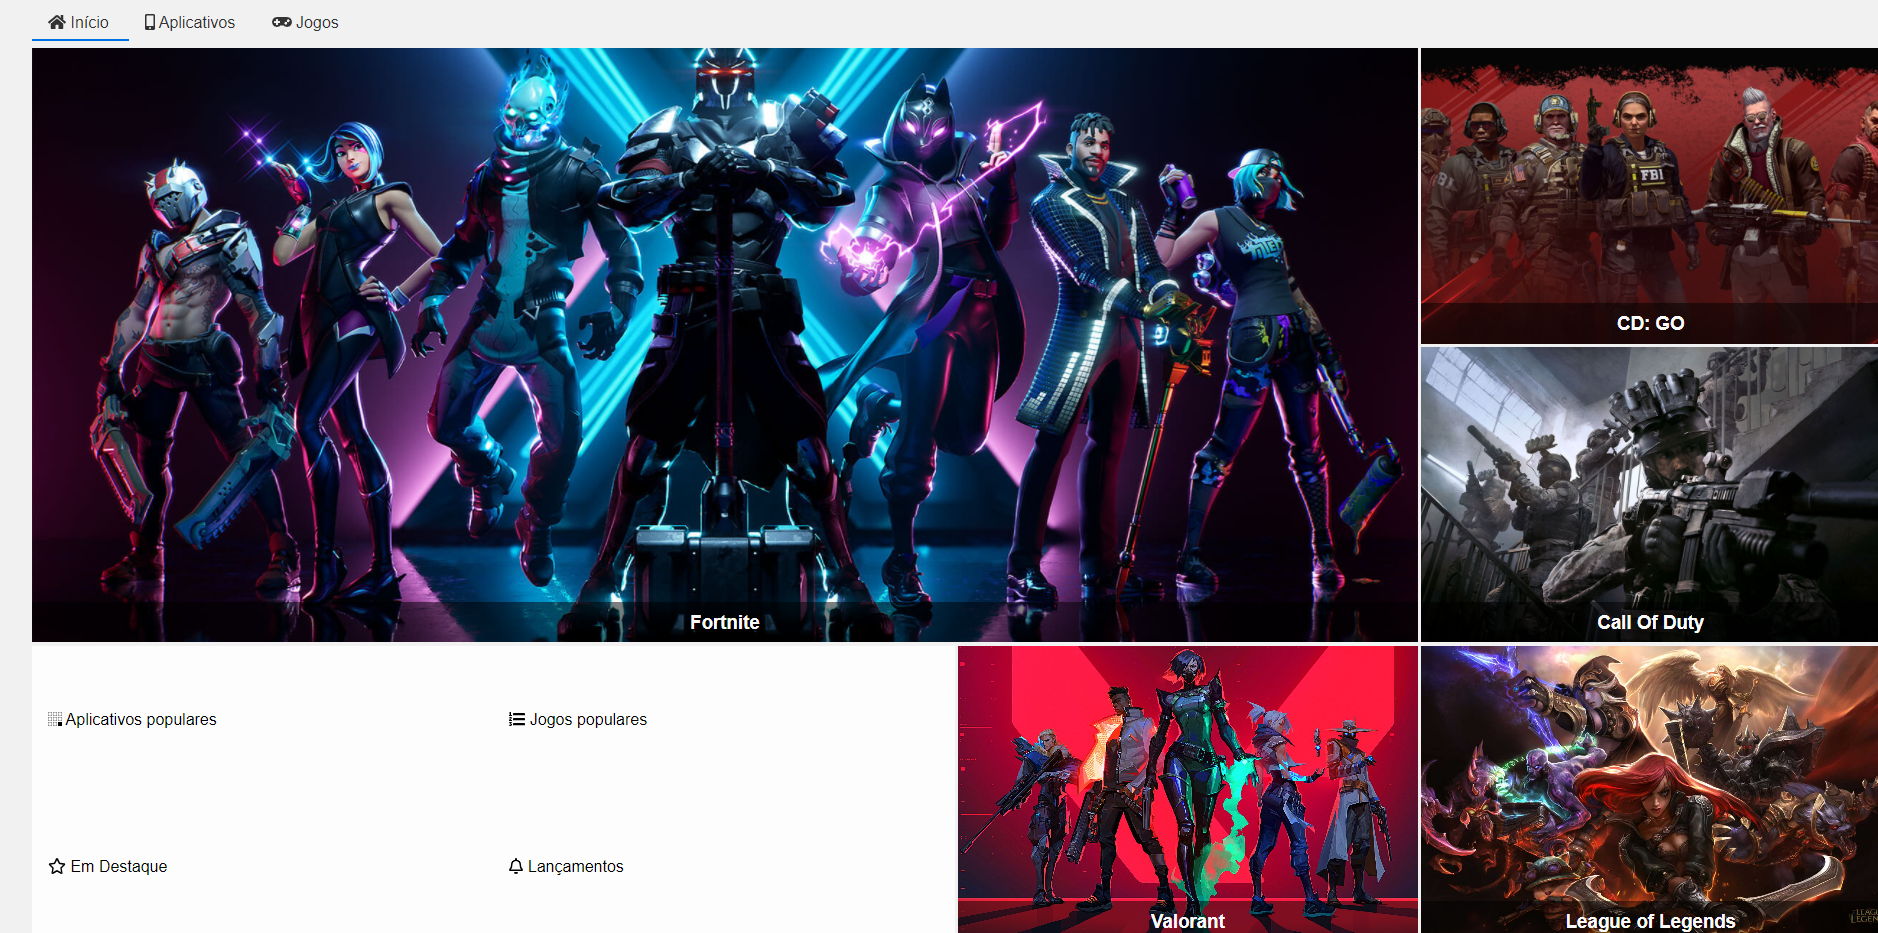 Início
Aplicativos
Jogos
FBI
CD: GO
Fortnite
Call Of Duty
Aplicativos populares
Jogos populares
Em Destaque
Lançamentos
Valorant
League of Legends